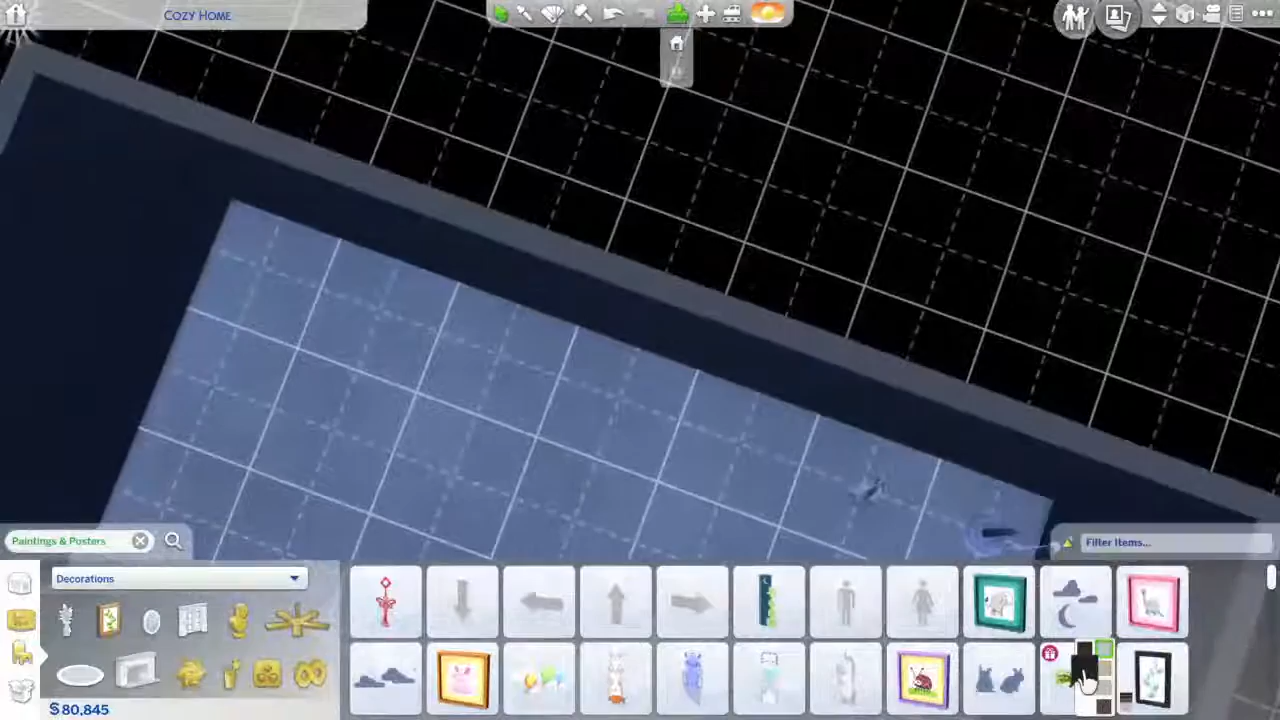 COZY HOME
Paintings & Posters
Filter Items...
Decorations
$80,845